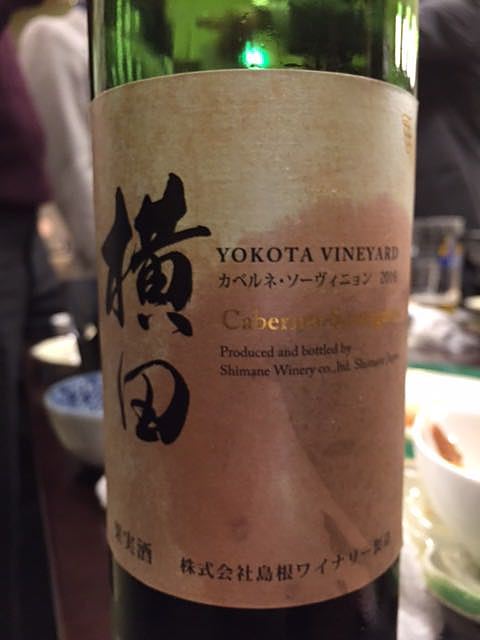 横田
YOKOTA VINEYARD
カベルネ・ソーヴィニョン 2016
Cabernet Sauvignon
Produced and bottled by
Shimane Winery co.,ltd. Shimane Japan
果実酒
株式会社島根ワイナリー製造